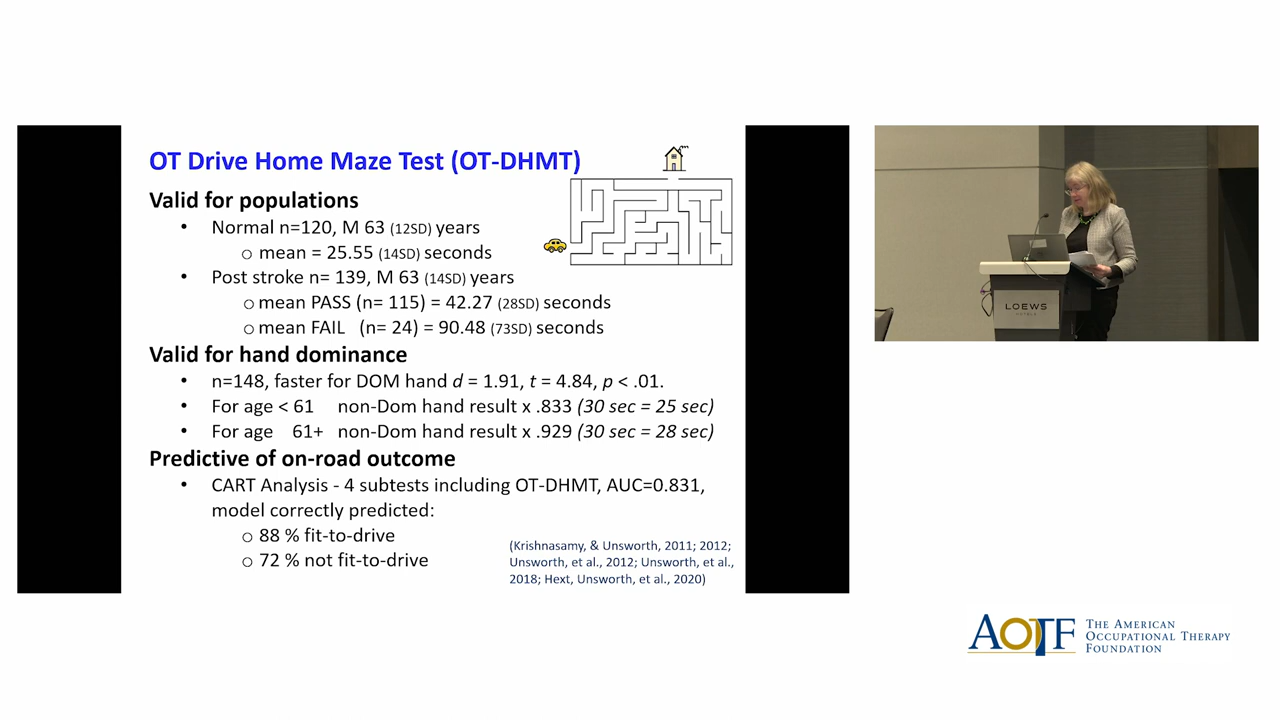 OT Drive Home Maze Test (OT-DHMT)
Valid for populations
• Normal n=120, M 63 (12SD) years
o mean = 25.55 (14SD) seconds
• Post stroke n= 139, M 63 (14SD) years
o mean PASS (n= 115) = 42.27 (28SD) seconds
o mean FAIL (n= 24) = 90.48 (73SD) seconds
Valid for hand dominance
• n=148, faster for DOM hand d = 1.91, t = 4.84, p < .01.
• For age < 61 non-Dom hand result x .833 (30 sec = 25 sec)
• For age 61+ non-Dom hand result x .929 (30 sec = 28 sec)
Predictive of on-road outcome
• CART Analysis - 4 subtests including OT-DHMT, AUC=0.831,
model correctly predicted:
o 88 % fit-to-drive
o 72 % not fit-to-drive
(Krishnasamy, & Unsworth, 2011; 2012;
Unsworth, et al., 2012; Unsworth, et al.,
2018; Hext, Unsworth, et al., 2020)
LOEWS
HOTELS
AOTF
THE AMERICAN
OCCUPATIONAL THERAPY
FOUNDATION